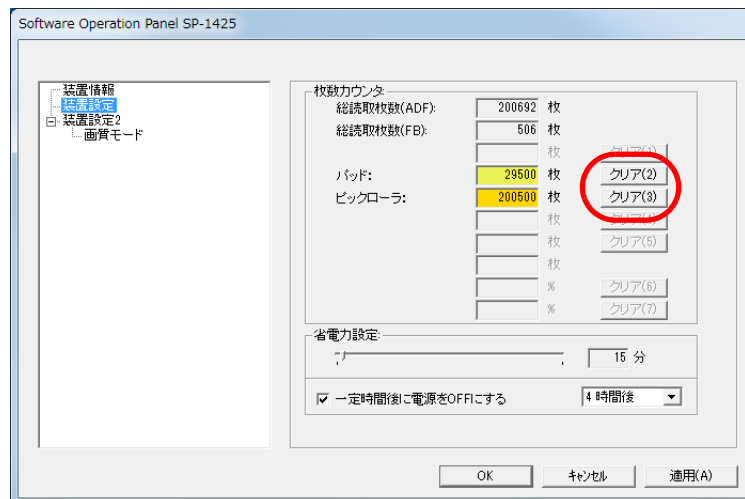 Software Operation Panel SP-1425
装置情報
装置設定
装置設定2
画質モード
枚数カウンタ
総読取枚数(ADF): 200692 枚
総読取枚数(FB): 506 枚
枚 クリア(1)
パッド: 29500 枚 クリア(2)
ピックローラ: 200500 枚 クリア(3)
枚 クリア(4)
枚 クリア(5)
枚
% クリア(6)
% クリア(7)
省電力設定
15 分
一定時間後に電源をOFFにする 4 時間後
OK キャンセル 適用(A)